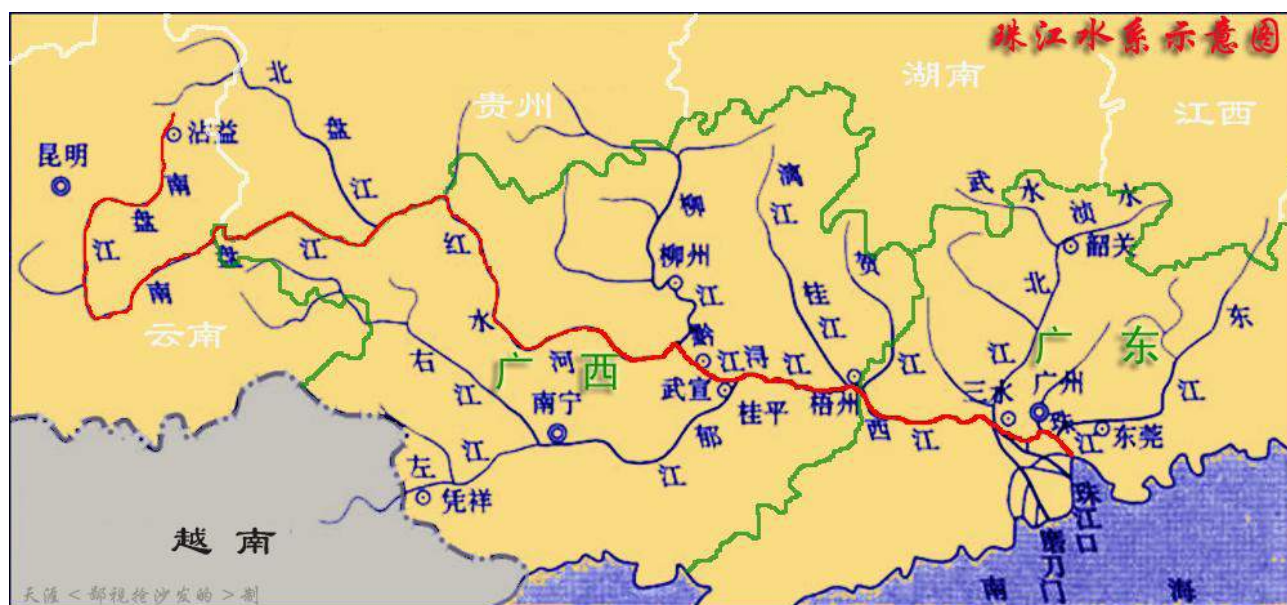 珠江水系示意图
湖南
江西
贵州
北盘江
沾益
昆明
南盘江
南盘江
云南
红水河
柳江
柳州
漓江
桂江
贺江
武水
浈水
韶关
北江
东江
广东
广西
右江
左江
南宁
凭祥
郁江
黔江
武宣
浔江
桂平
梧州
西江
三水
广州
珠江
东莞
珠江口
磨刀门
南海
越南
天涯<鄙视抢沙发的>制